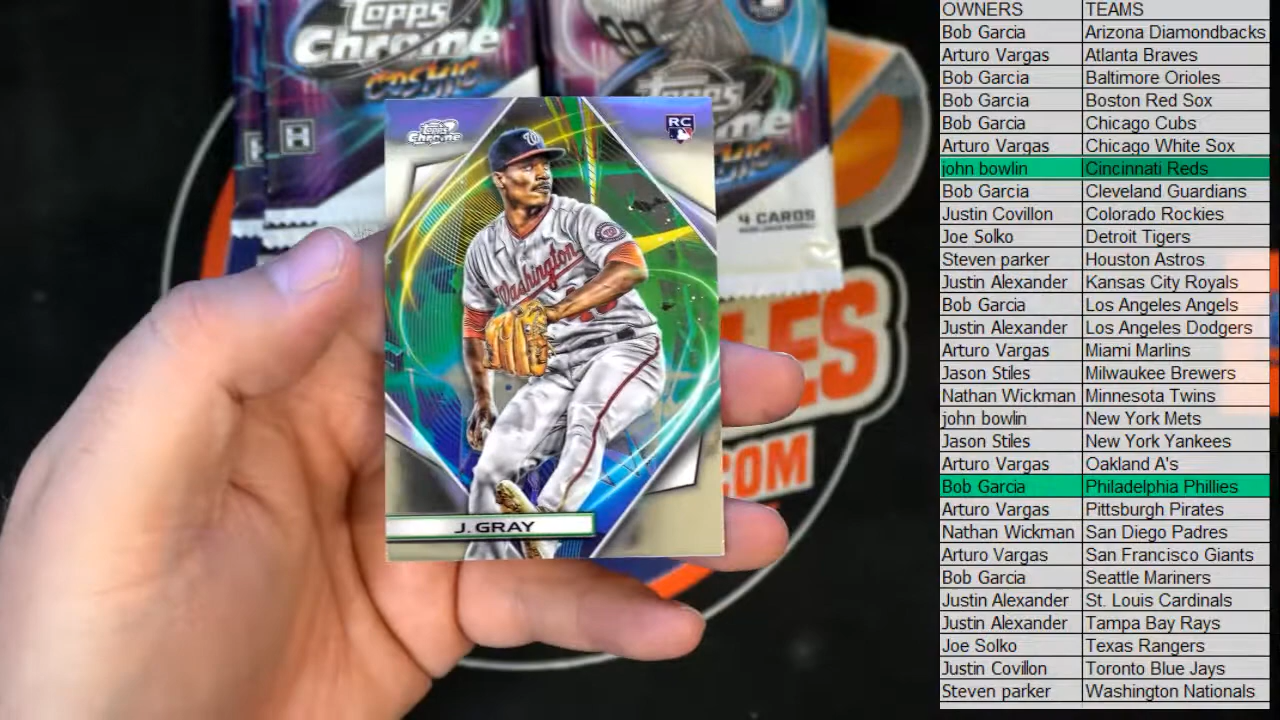 Topps
Chrome
COSMIC
H
Topps
4 CARDS
Topps
Chrome
RC
Washington
J. GRAY
LES
.COM
OWNERS TEAMS
Bob Garcia Arizona Diamondbacks
Arturo Vargas Atlanta Braves
Bob Garcia Baltimore Orioles
Bob Garcia Boston Red Sox
Bob Garcia Chicago Cubs
Arturo Vargas Chicago White Sox
john bowlin Cincinnati Reds
Bob Garcia Cleveland Guardians
Justin Covillon Colorado Rockies
Joe Solko Detroit Tigers
Steven parker Houston Astros
Justin Alexander Kansas City Royals
Bob Garcia Los Angeles Angels
Justin Alexander Los Angeles Dodgers
Arturo Vargas Miami Marlins
Jason Stiles Milwaukee Brewers
Nathan Wickman Minnesota Twins
john bowlin New York Mets
Jason Stiles New York Yankees
Arturo Vargas Oakland A's
Bob Garcia Philadelphia Phillies
Arturo Vargas Pittsburgh Pirates
Nathan Wickman San Diego Padres
Arturo Vargas San Francisco Giants
Bob Garcia Seattle Mariners
Justin Alexander St. Louis Cardinals
Justin Alexander Tampa Bay Rays
Joe Solko Texas Rangers
Justin Covillon Toronto Blue Jays
Steven parker Washington Nationals